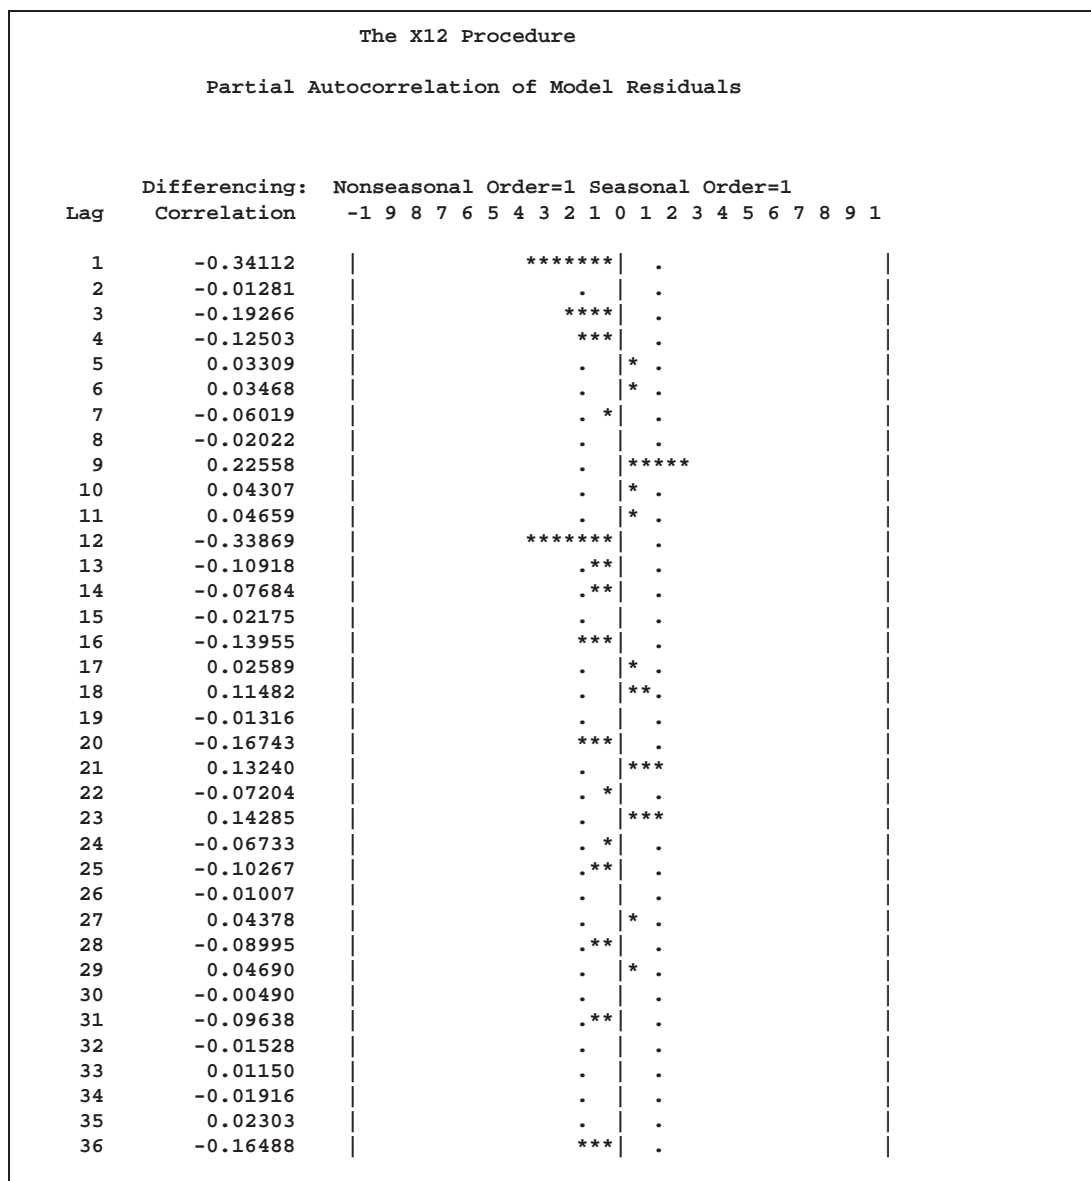 The X12 Procedure
Partial Autocorrelation of Model Residuals
Differencing:  Nonseasonal Order=1 Seasonal Order=1
Lag      Correlation    -1 9 8 7 6 5 4 3 2 1 0 1 2 3 4 5 6 7 8 9 1
1       -0.34112    |             *******|  .                 |
2       -0.01281    |                 .  |  .                 |
3       -0.19266    |                ****|  .                 |
4       -0.12503    |                 ***|  .                 |
5        0.03309    |                 .  |* .                 |
6        0.03468    |                 .  |* .                 |
7       -0.06019    |                 . *|  .                 |
8       -0.02022    |                 .  |  .                 |
9        0.22558    |                 .  |*****               |
10        0.04307    |                 .  |* .                 |
11        0.04659    |                 .  |* .                 |
12       -0.33869    |             *******|  .                 |
13       -0.10918    |                 .**|  .                 |
14       -0.07684    |                 .**|  .                 |
15       -0.02175    |                 .  |  .                 |
16       -0.13955    |                 ***|  .                 |
17        0.02589    |                 .  |* .                 |
18        0.11482    |                 .  |**.                 |
19       -0.01316    |                 .  |  .                 |
20       -0.16743    |                 ***|  .                 |
21        0.13240    |                 .  |***                 |
22       -0.07204    |                 . *|  .                 |
23        0.14285    |                 .  |***                 |
24       -0.06733    |                 . *|  .                 |
25       -0.10267    |                 .**|  .                 |
26       -0.01007    |                 .  |  .                 |
27        0.04378    |                 .  |* .                 |
28       -0.08995    |                 .**|  .                 |
29        0.04690    |                 .  |* .                 |
30       -0.00490    |                 .  |  .                 |
31       -0.09638    |                 .**|  .                 |
32       -0.01528    |                 .  |  .                 |
33        0.01150    |                 .  |  .                 |
34       -0.01916    |                 .  |  .                 |
35        0.02303    |                 .  |  .                 |
36       -0.16488    |                 ***|  .                 |